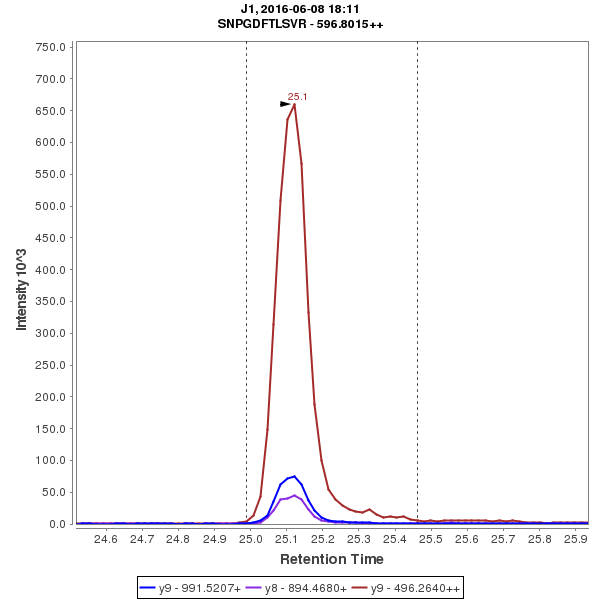 J1, 2016-06-08 18:11
SNPGDFTLSVR - 596.8015++
Intensity 10^3
750.0
700.0
650.0
600.0
550.0
500.0
450.0
400.0
350.0
300.0
250.0
200.0
150.0
100.0
50.0
0.0
25.1
24.6 24.7 24.8 24.9 25.0 25.1 25.2 25.3 25.4 25.5 25.6 25.7 25.8 25.9
Retention Time
y9 - 991.5207+ y8 - 894.4680+ y9 - 496.2640++